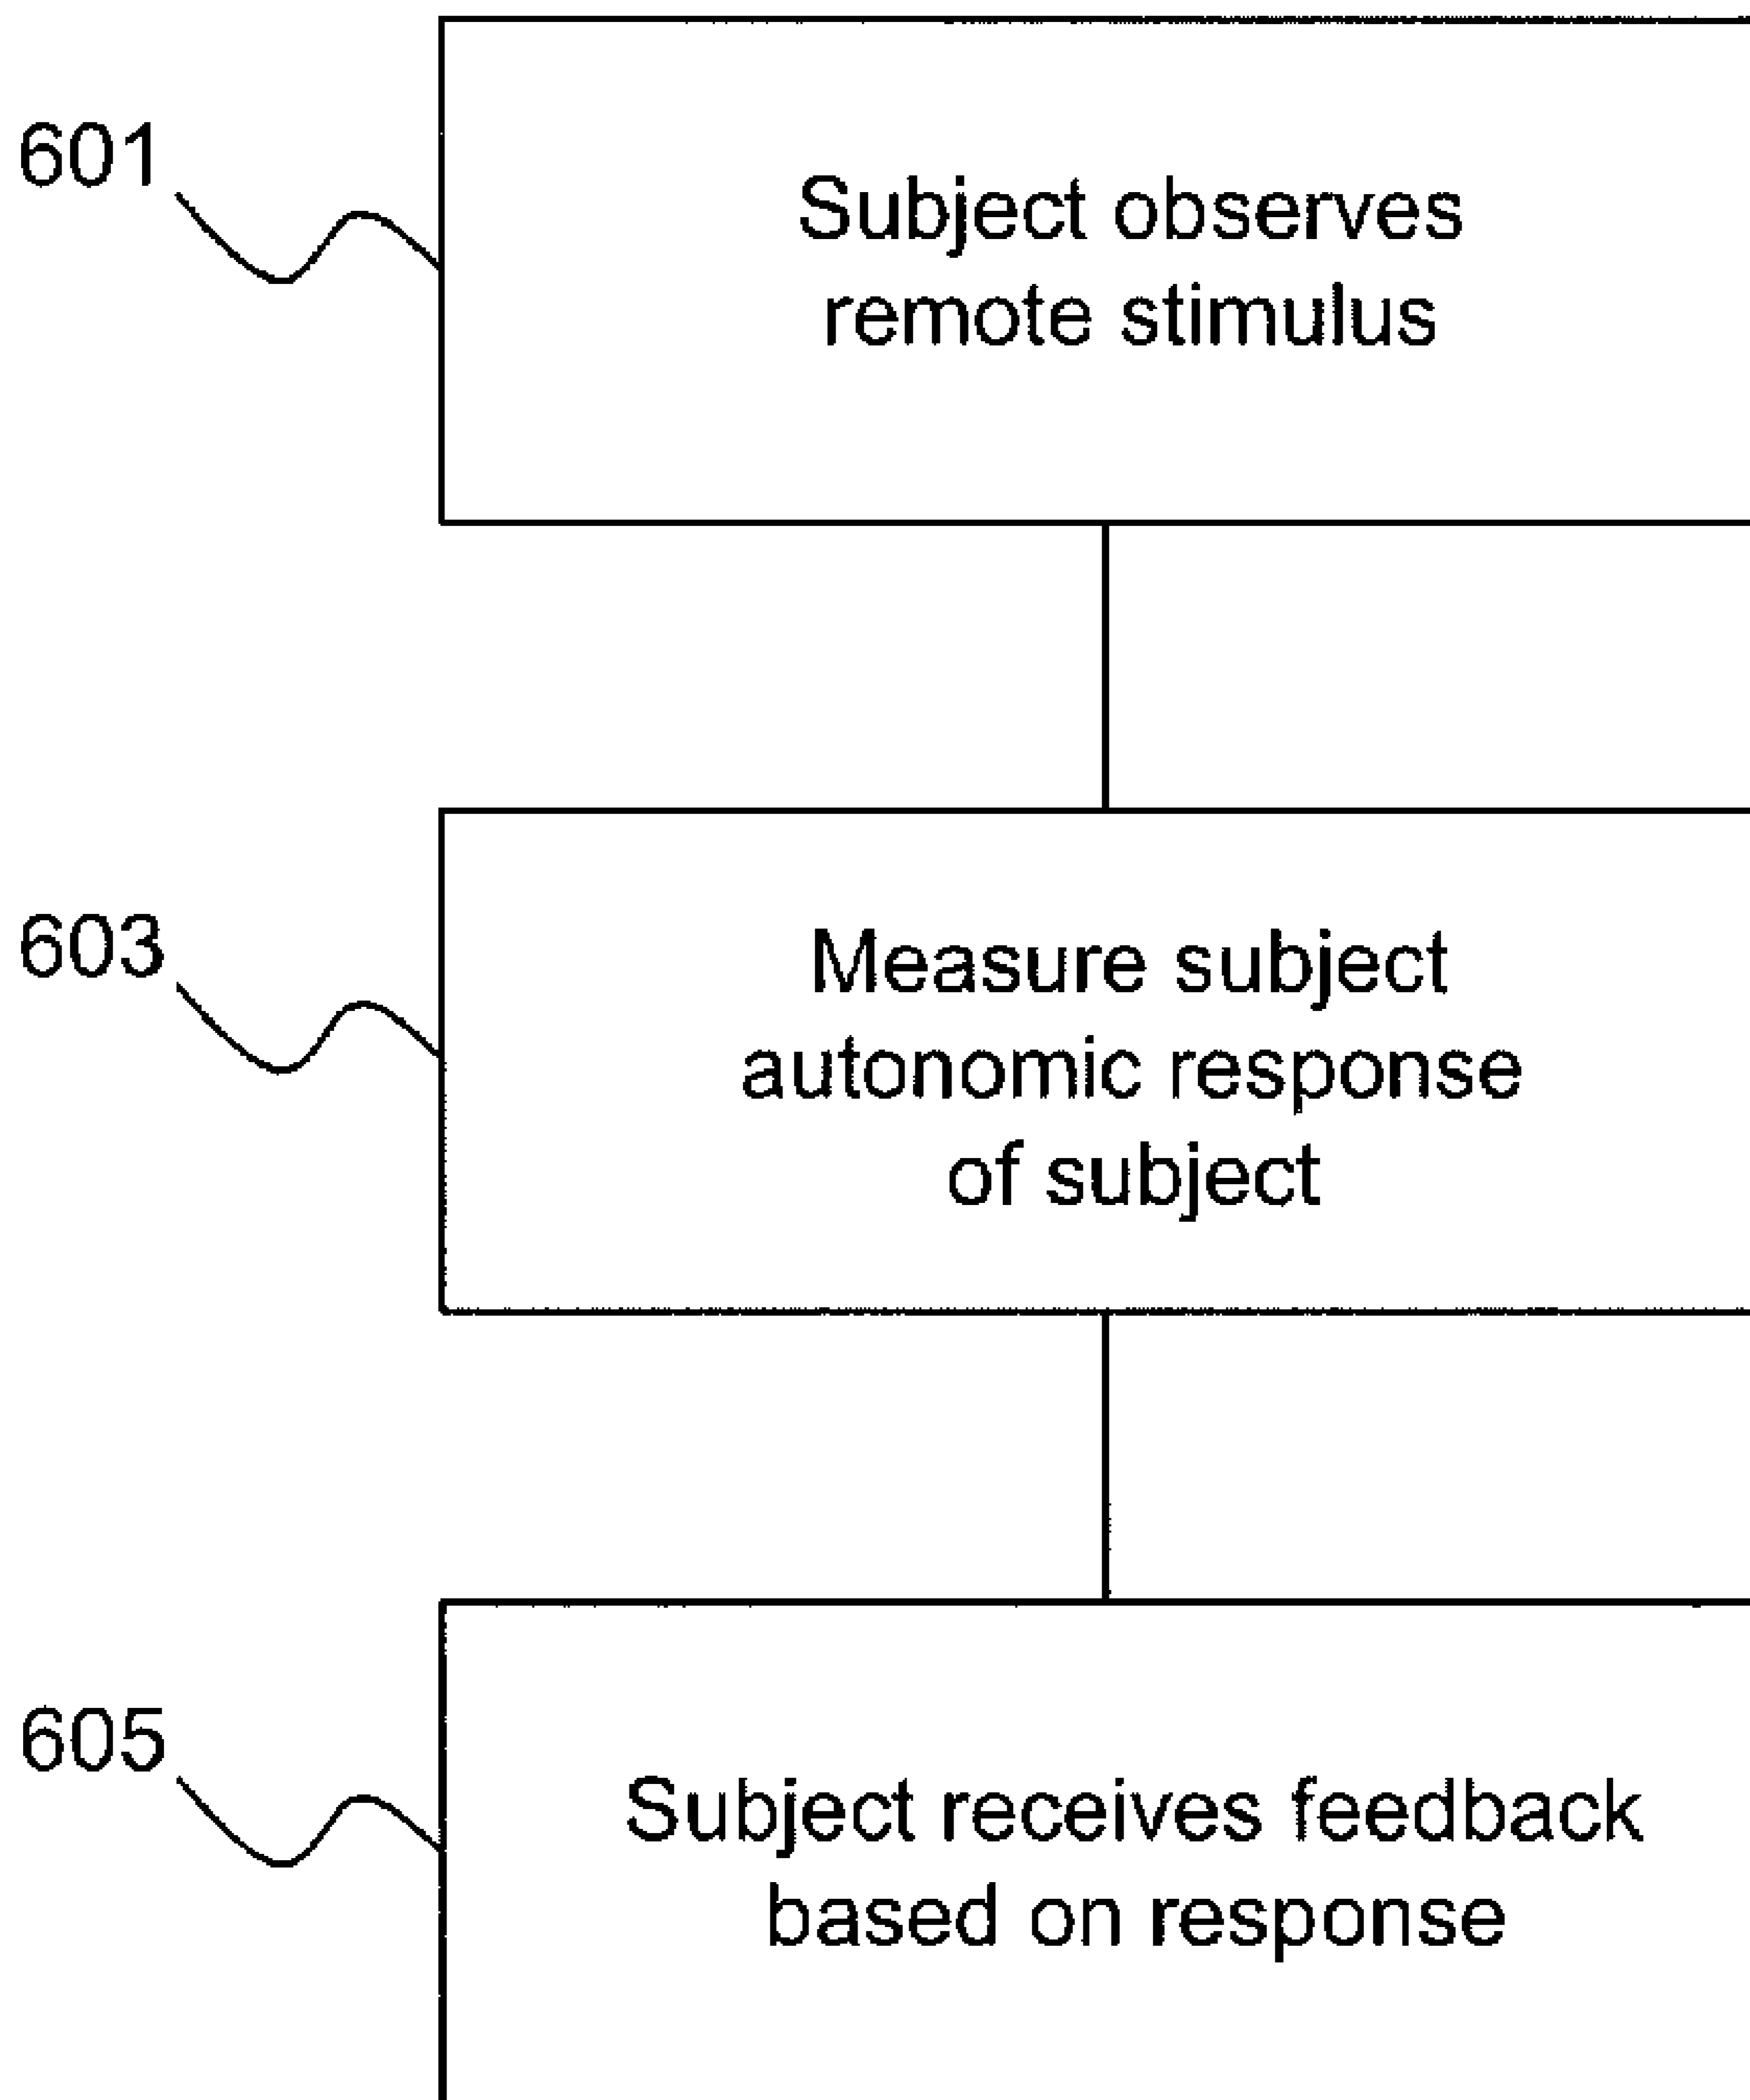 601
Subject observes
remote stimulus
603
Measure subject
autonomic response
of subject
605
Subject receives feedback
based on response